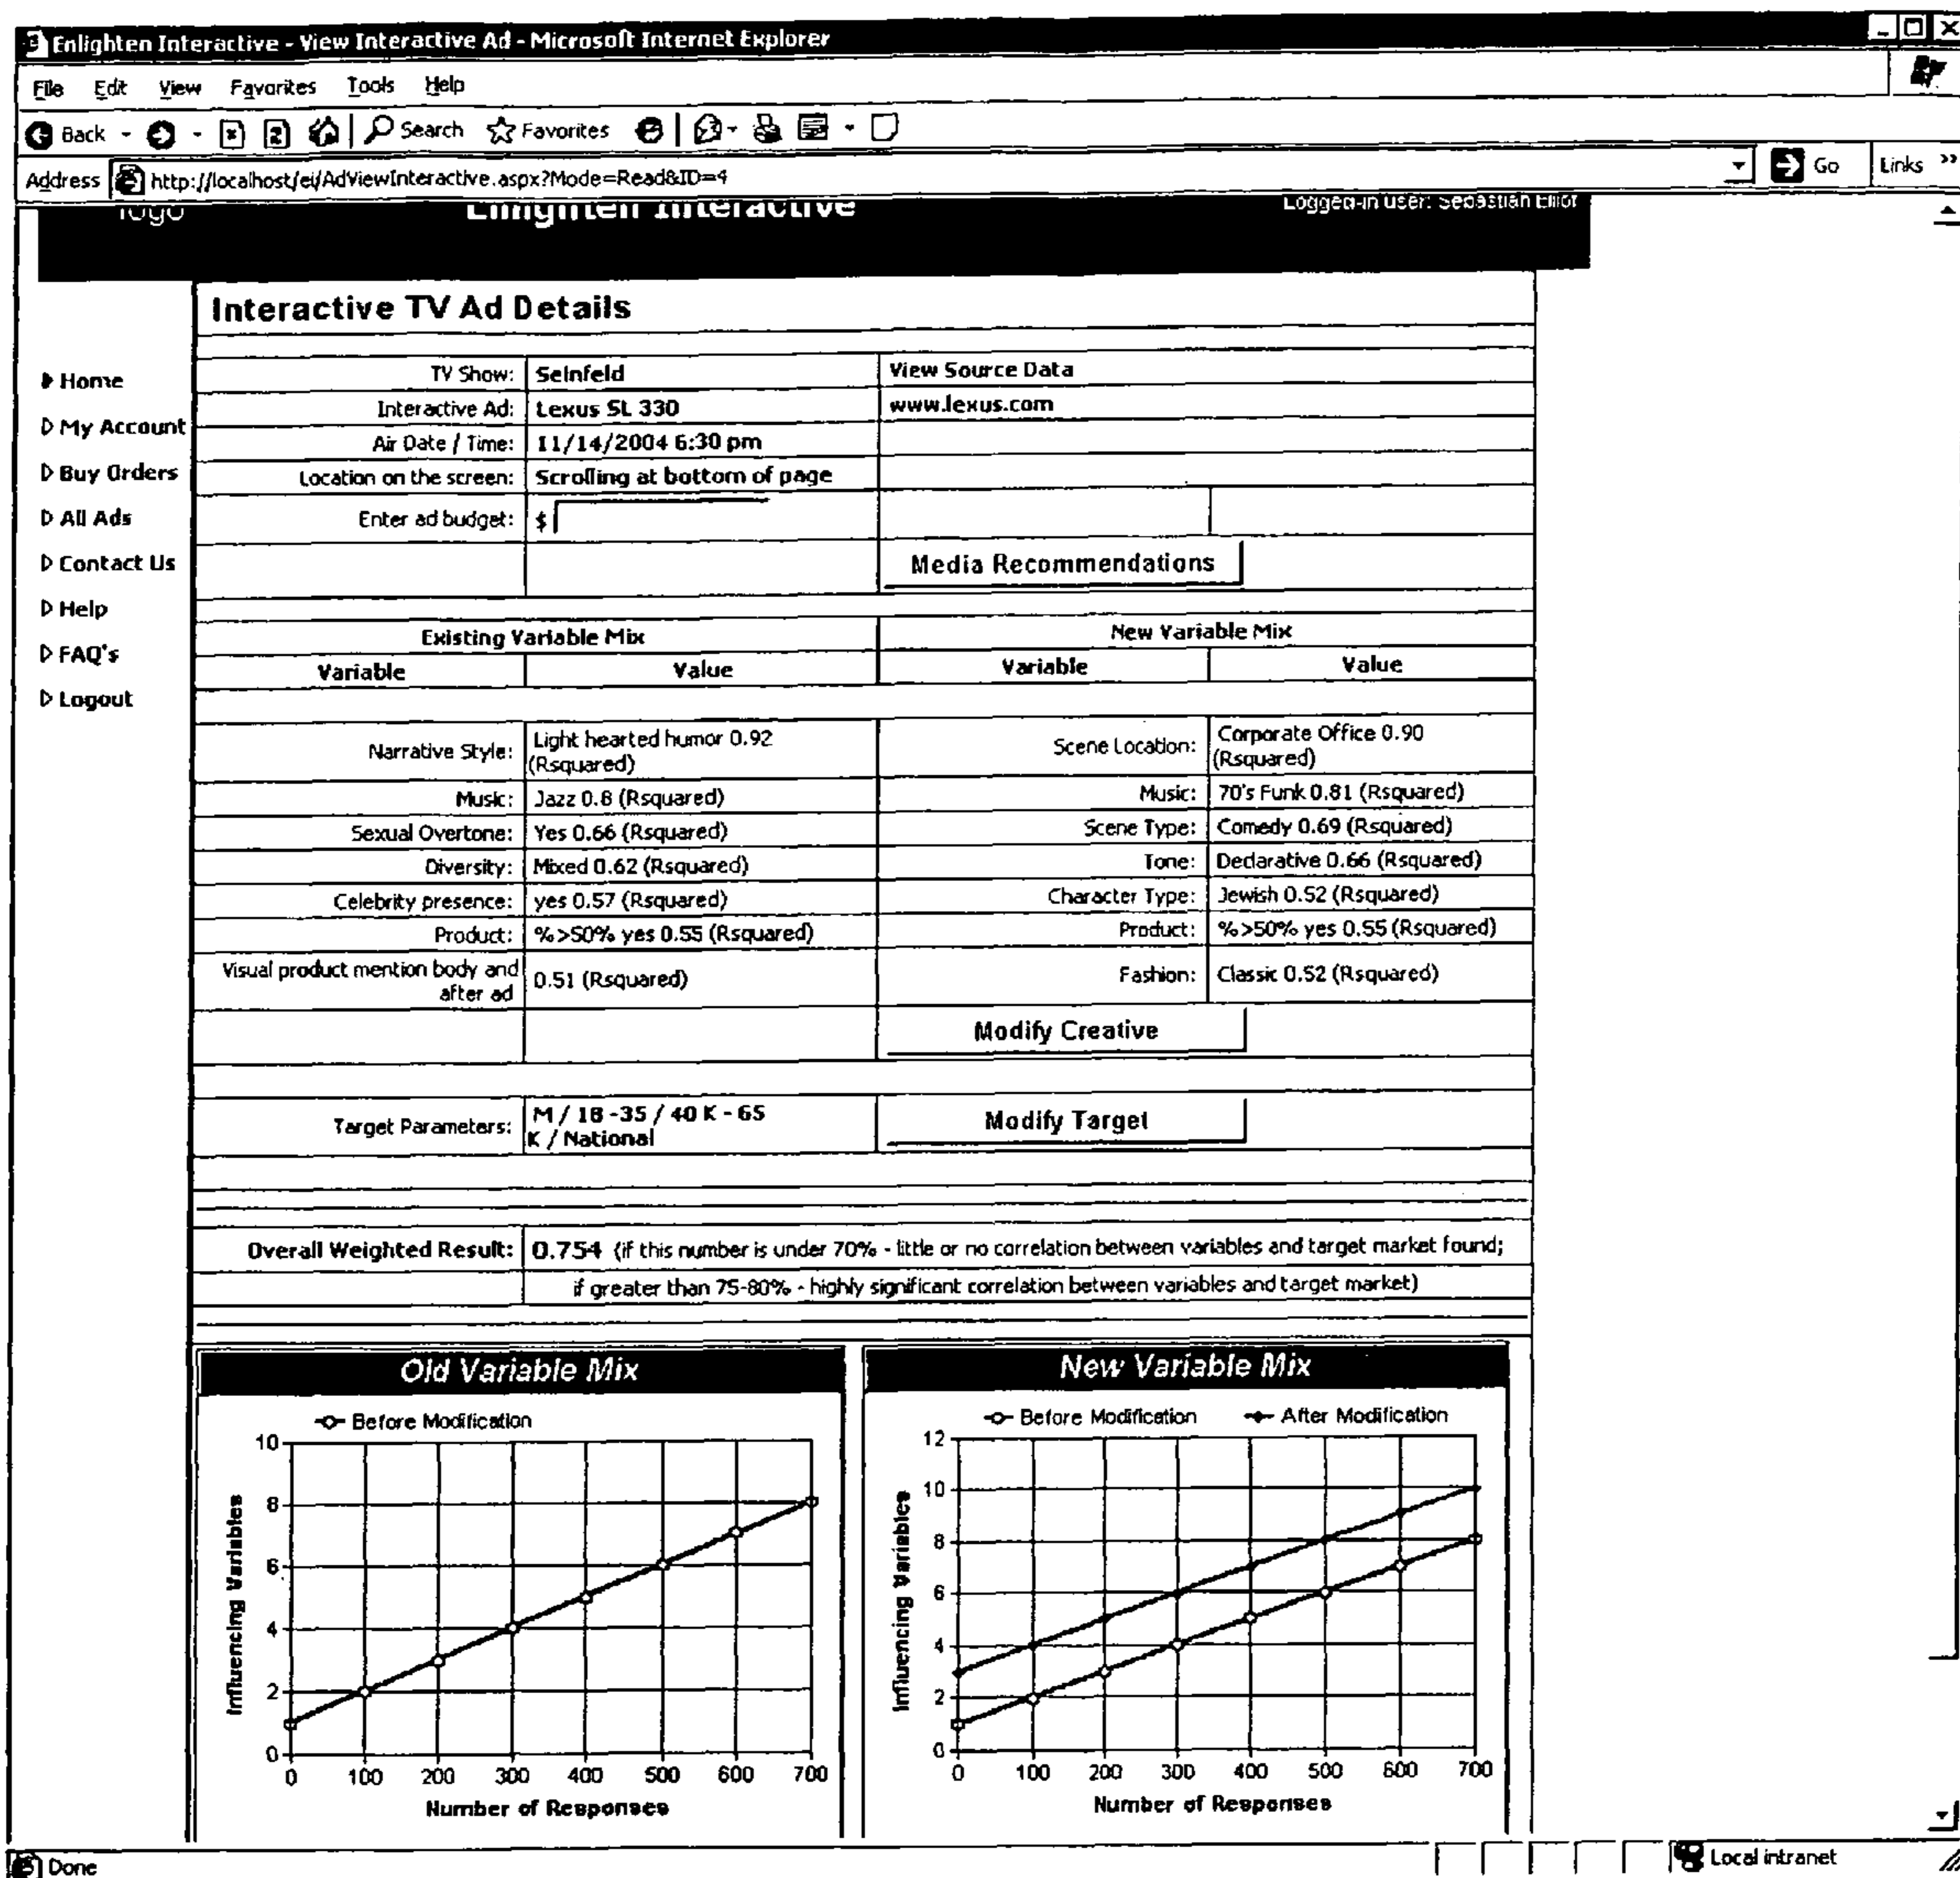 Enlighten Interactive - View Interactive Ad - Microsoft Internet Explorer
File Edit View Favorites Tools Help
Back Search Favorites
Address http://localhost/ei/AdViewInteractive.aspx?Mode=Read&ID=4 Go Links »
logo Enlighten Interactive Logged-in user: Sebastian Elliot
Interactive TV Ad Details
Home
My Account
Buy Orders
All Ads
Contact Us
Help
FAQ's
Logout
TV Show: Seinfeld View Source Data
Interactive Ad: Lexus SL 330 www.lexus.com
Air Date / Time: 11/14/2004 6:30 pm
Location on the screen: Scrolling at bottom of page
Enter ad budget: $
Media Recommendations
Existing Variable Mix New Variable Mix
Variable Value Variable Value
Narrative Style: Light hearted humor 0.92 (Rsquared) Scene Location: Corporate Office 0.90 (Rsquared)
Music: Jazz 0.8 (Rsquared) Music: 70's Funk 0.81 (Rsquared)
Sexual Overtone: Yes 0.66 (Rsquared) Scene Type: Comedy 0.69 (Rsquared)
Diversity: Mixed 0.62 (Rsquared) Tone: Declarative 0.66 (Rsquared)
Celebrity presence: yes 0.57 (Rsquared) Character Type: Jewish 0.52 (Rsquared)
Product: %>50% yes 0.55 (Rsquared) Product: %>50% yes 0.55 (Rsquared)
Visual product mention body and after ad 0.51 (Rsquared) Fashion: Classic 0.52 (Rsquared)
Modify Creative
Target Parameters: M / 18 -35 / 40 K - 65 K / National Modify Target
Overall Weighted Result: 0.754 (if this number is under 70% - little or no correlation between variables and target market found;
if greater than 75-80% - highly significant correlation between variables and target market)
Old Variable Mix
Before Modification
10
8
6
4
2
0
0 100 200 300 400 500 600 700
Influencing Variables
Number of Responses
New Variable Mix
Before Modification After Modification
12
10
8
6
4
2
0
0 100 200 300 400 500 600 700
Influencing Variables
Number of Responses
Done Local intranet